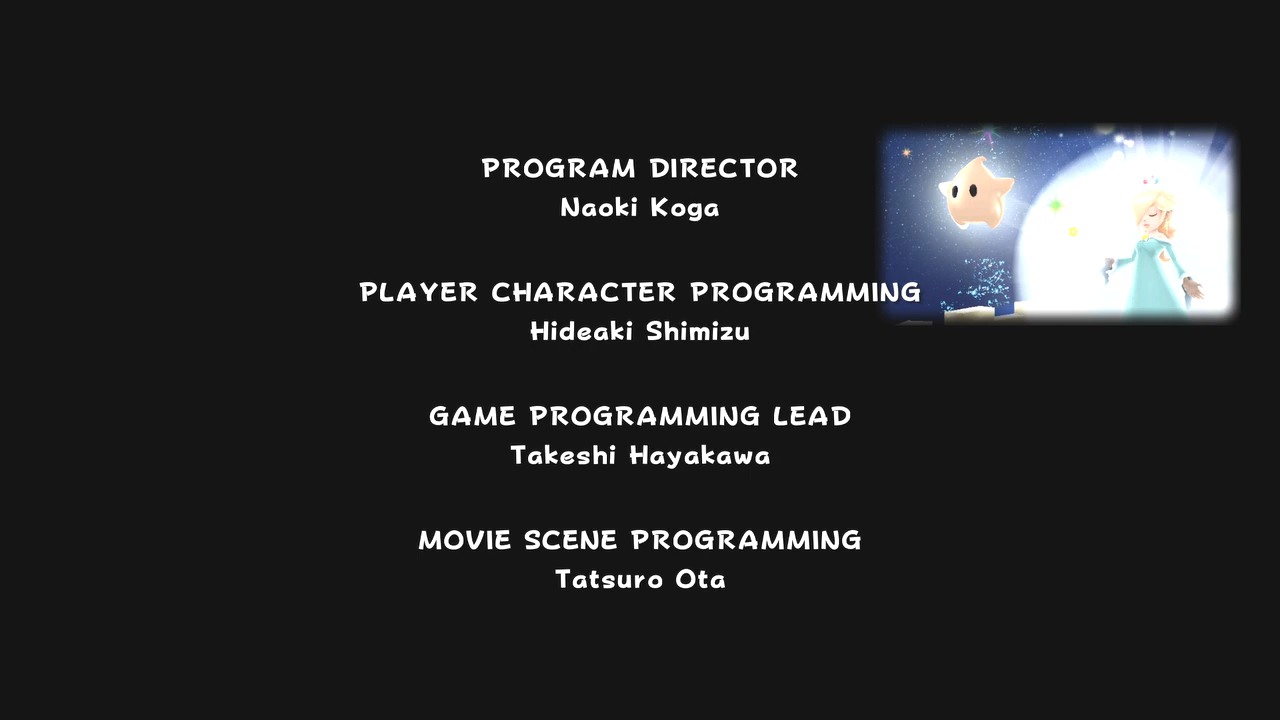 PROGRAM DIRECTOR
Naoki Koga
PLAYER CHARACTER PROGRAMMING
Hideaki Shimizu
GAME PROGRAMMING LEAD
Takeshi Hayakawa
MOVIE SCENE PROGRAMMING
Tatsuro Ota